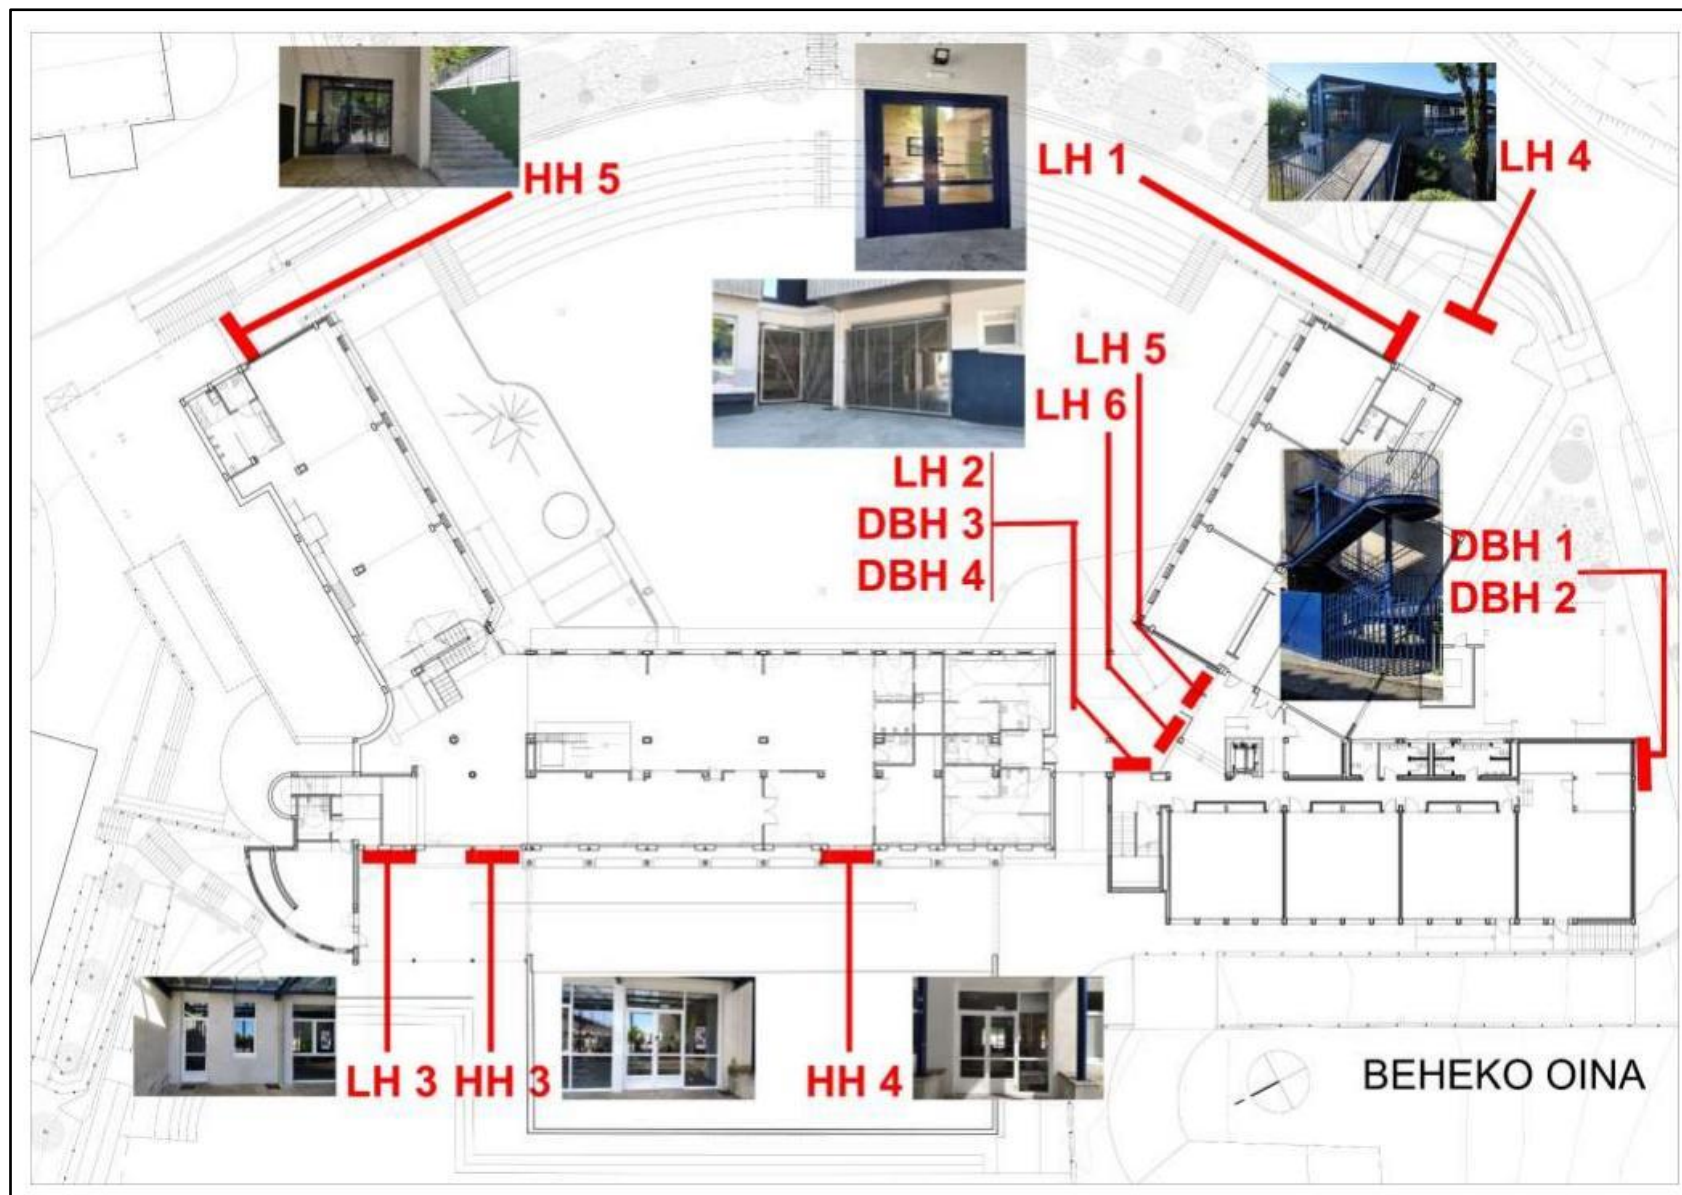 HH 5
LH 1
LH 4
LH 5
LH 6
LH 2
DBH 3
DBH 4
DBH 1
DBH 2
LH 3
HH 3
HH 4
BEHEKO OINA